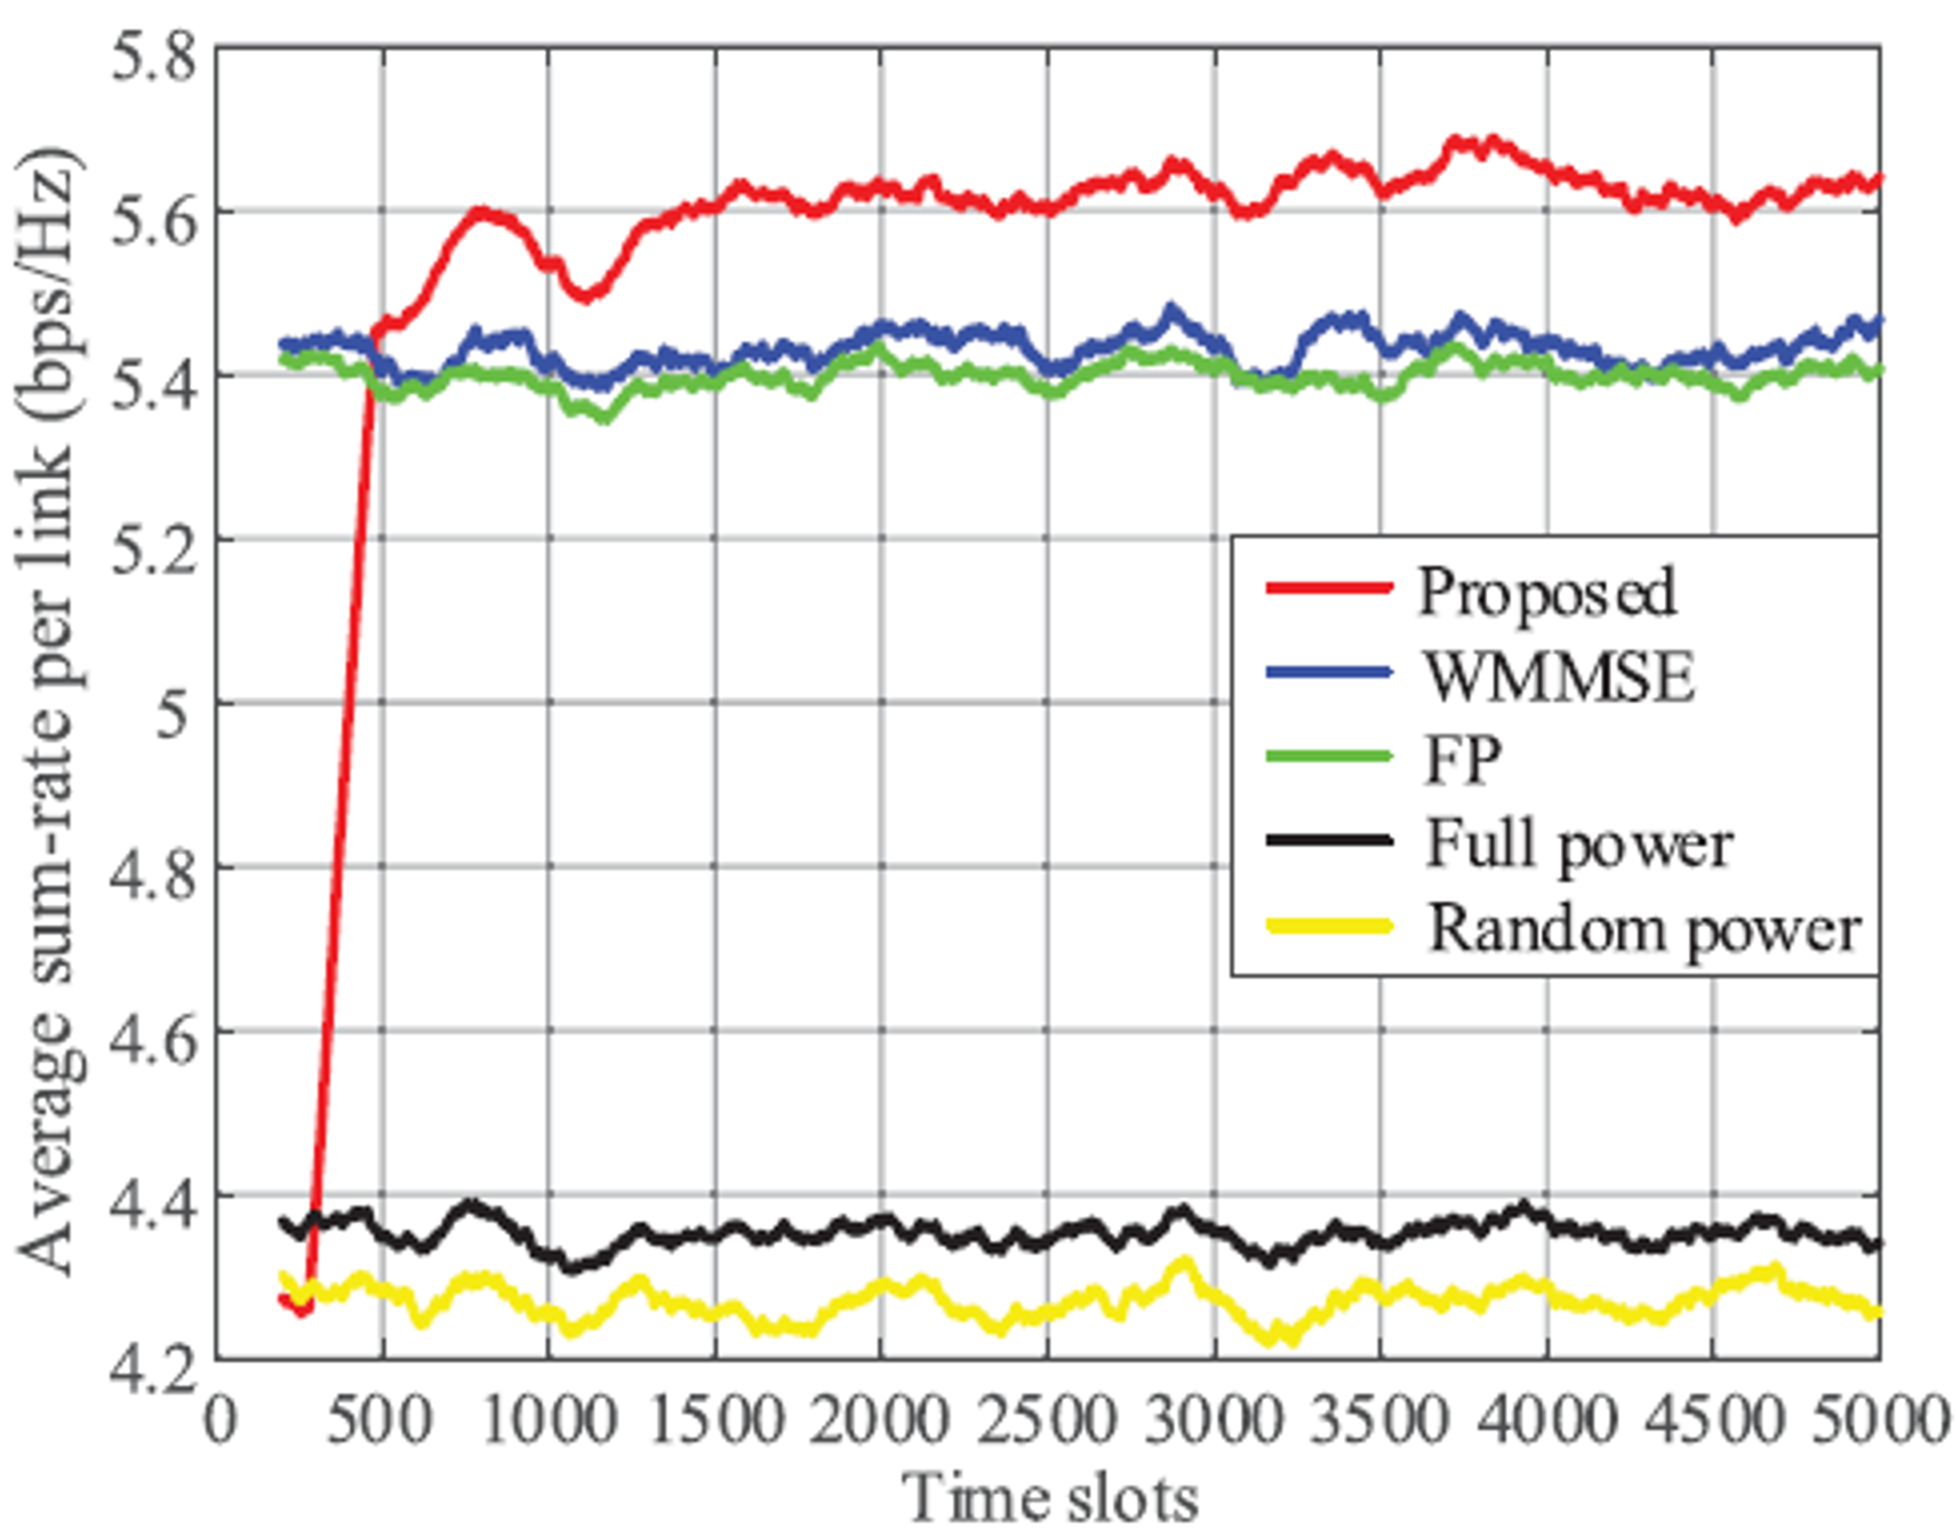 Average sum-rate per link (bps/Hz)
5.8
5.6
5.4
5.2
5
4.8
4.6
4.4
4.2
Proposed
WMMSE
FP
Full power
Random power
0 500 1000 1500 2000 2500 3000 3500 4000 4500 5000
Time slots